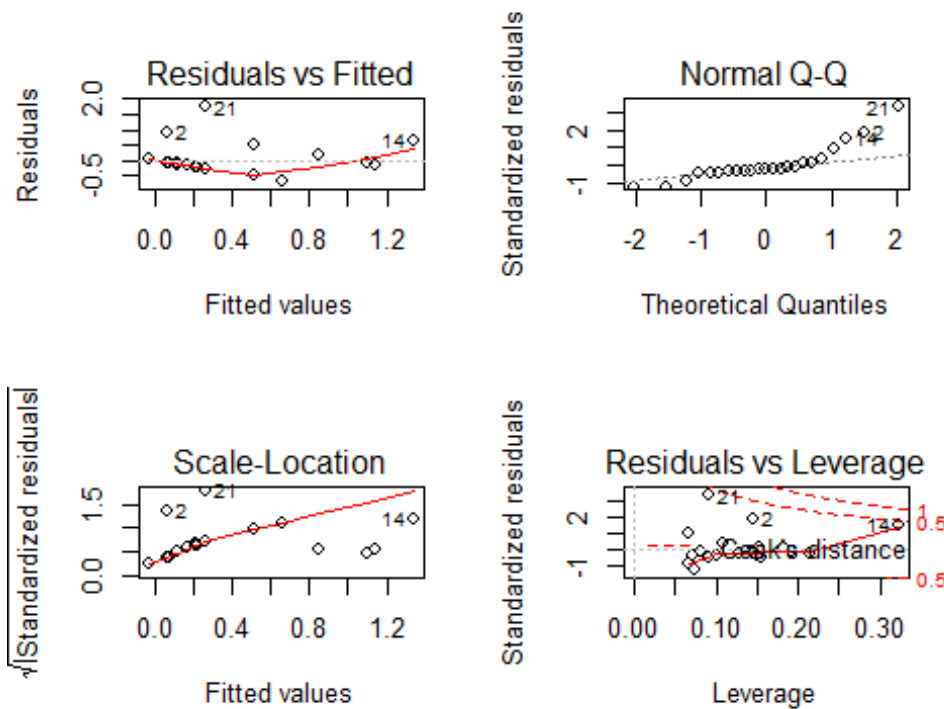 Residuals vs Fitted
Residuals
2.0
-0.5
21
2
14
0.0 0.4 0.8 1.2
Fitted values
Normal Q-Q
Standardized residuals
2
-1
21
2
14
-2 -1 0 1 2
Theoretical Quantiles
Scale-Location
√|Standardized residuals|
1.5
0.0
21
2
14
0.0 0.4 0.8 1.2
Fitted values
Residuals vs Leverage
Standardized residuals
2
-1
21
2
14
Cook's distance
1
0.5
0.5
0.00 0.10 0.20 0.30
Leverage